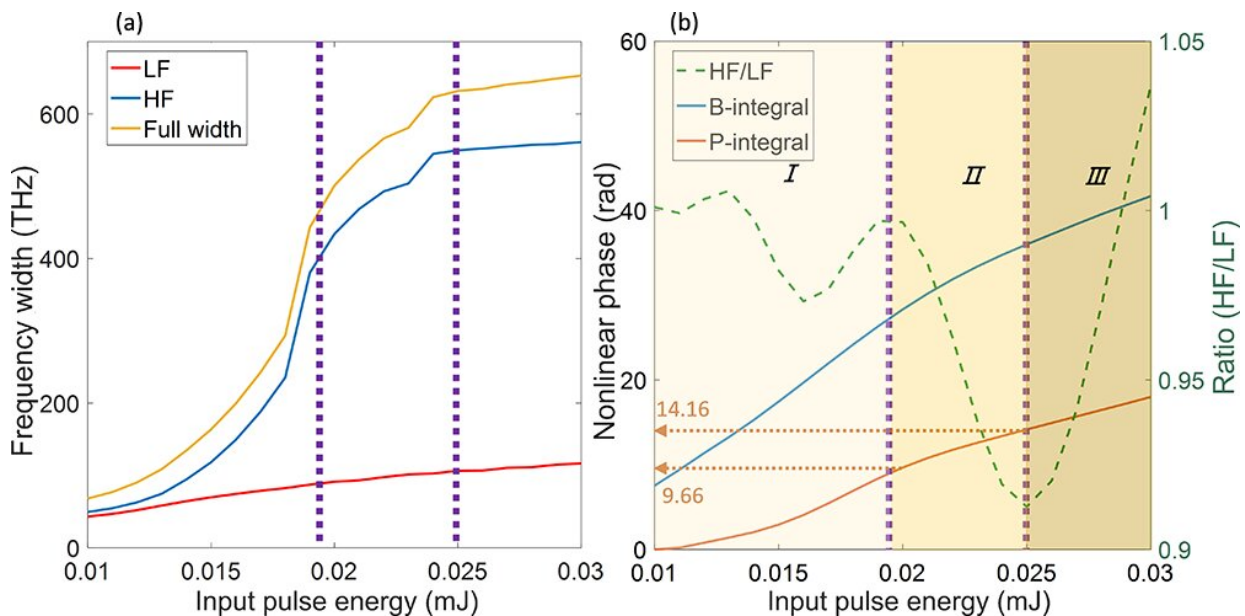 (a)
LF
HF
Full width
600
400
200
0
0.01
0.015
0.02
0.025
0.03
Frequency width (THz)
Input pulse energy (mJ)
(b)
HF/LF
B-integral
P-integral
I
II
III
60
40
20
0
14.16
9.66
1.05
1
0.95
0.9
0.01
0.015
0.02
0.025
0.03
Nonlinear phase (rad)
Ratio (HF/LF)
Input pulse energy (mJ)